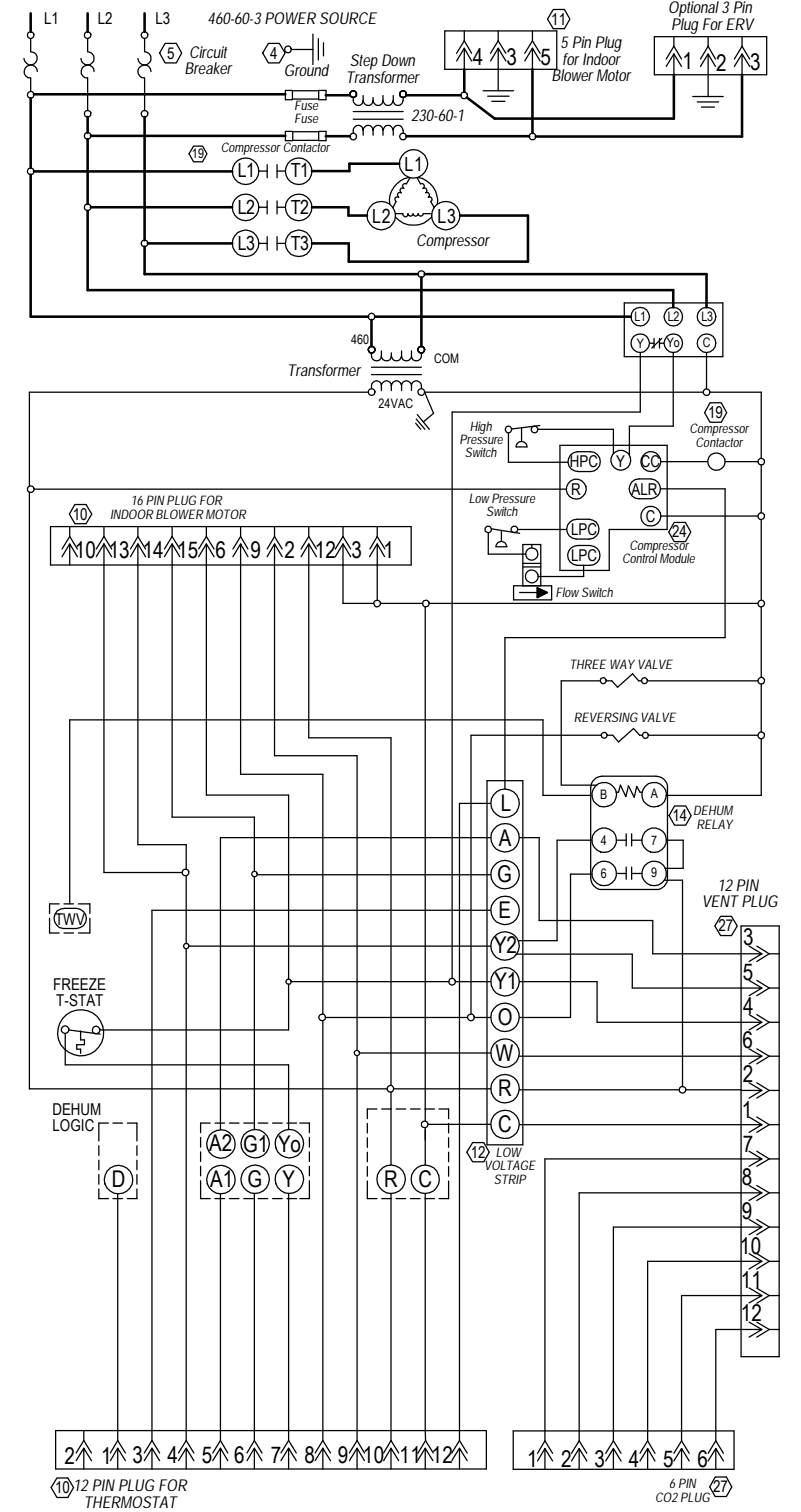 L1 L2 L3 460-60-3 POWER SOURCE
5 Circuit
Breaker
4
Ground
Step Down
Transformer
11
4 3 5
5 Pin Plug
for Indoor
Blower Motor
Optional 3 Pin
Plug For ERV
1 2 3
Fuse
Fuse
230-60-1
19 Compressor Contactor
L1 T1
L2 T2
L3 T3
L1
L2 L3
Compressor
L1 L2 L3
Y Yo C
460
COM
Transformer
24VAC
High
Pressure
Switch
19
Compressor
Contactor
HPC Y CC
R ALR
Low Pressure
Switch
LPC C
LPC
24
Compressor
Control Module
Flow Switch
10
16 PIN PLUG FOR
INDOOR BLOWER MOTOR
10 13 14 15 6 9 2 12 3 1
THREE WAY VALVE
REVERSING VALVE
B A
4 7
6 9
14 DEHUM
RELAY
L
A
G
E
Y2
Y1
O
W
R
C
12 LOW
VOLTAGE
STRIP
TWV
FREEZE
T-STAT
DEHUM
LOGIC
D
A2 G1 Yo
A1 G Y
R C
12 PIN
VENT PLUG
27
3
5
4
6
2
1
7
8
9
10
11
12
2 1 3 4 5 6 7 8 9 10 11 12
10 12 PIN PLUG FOR
THERMOSTAT
1 2 3 4 5 6
6 PIN
CO2 PLUG
27